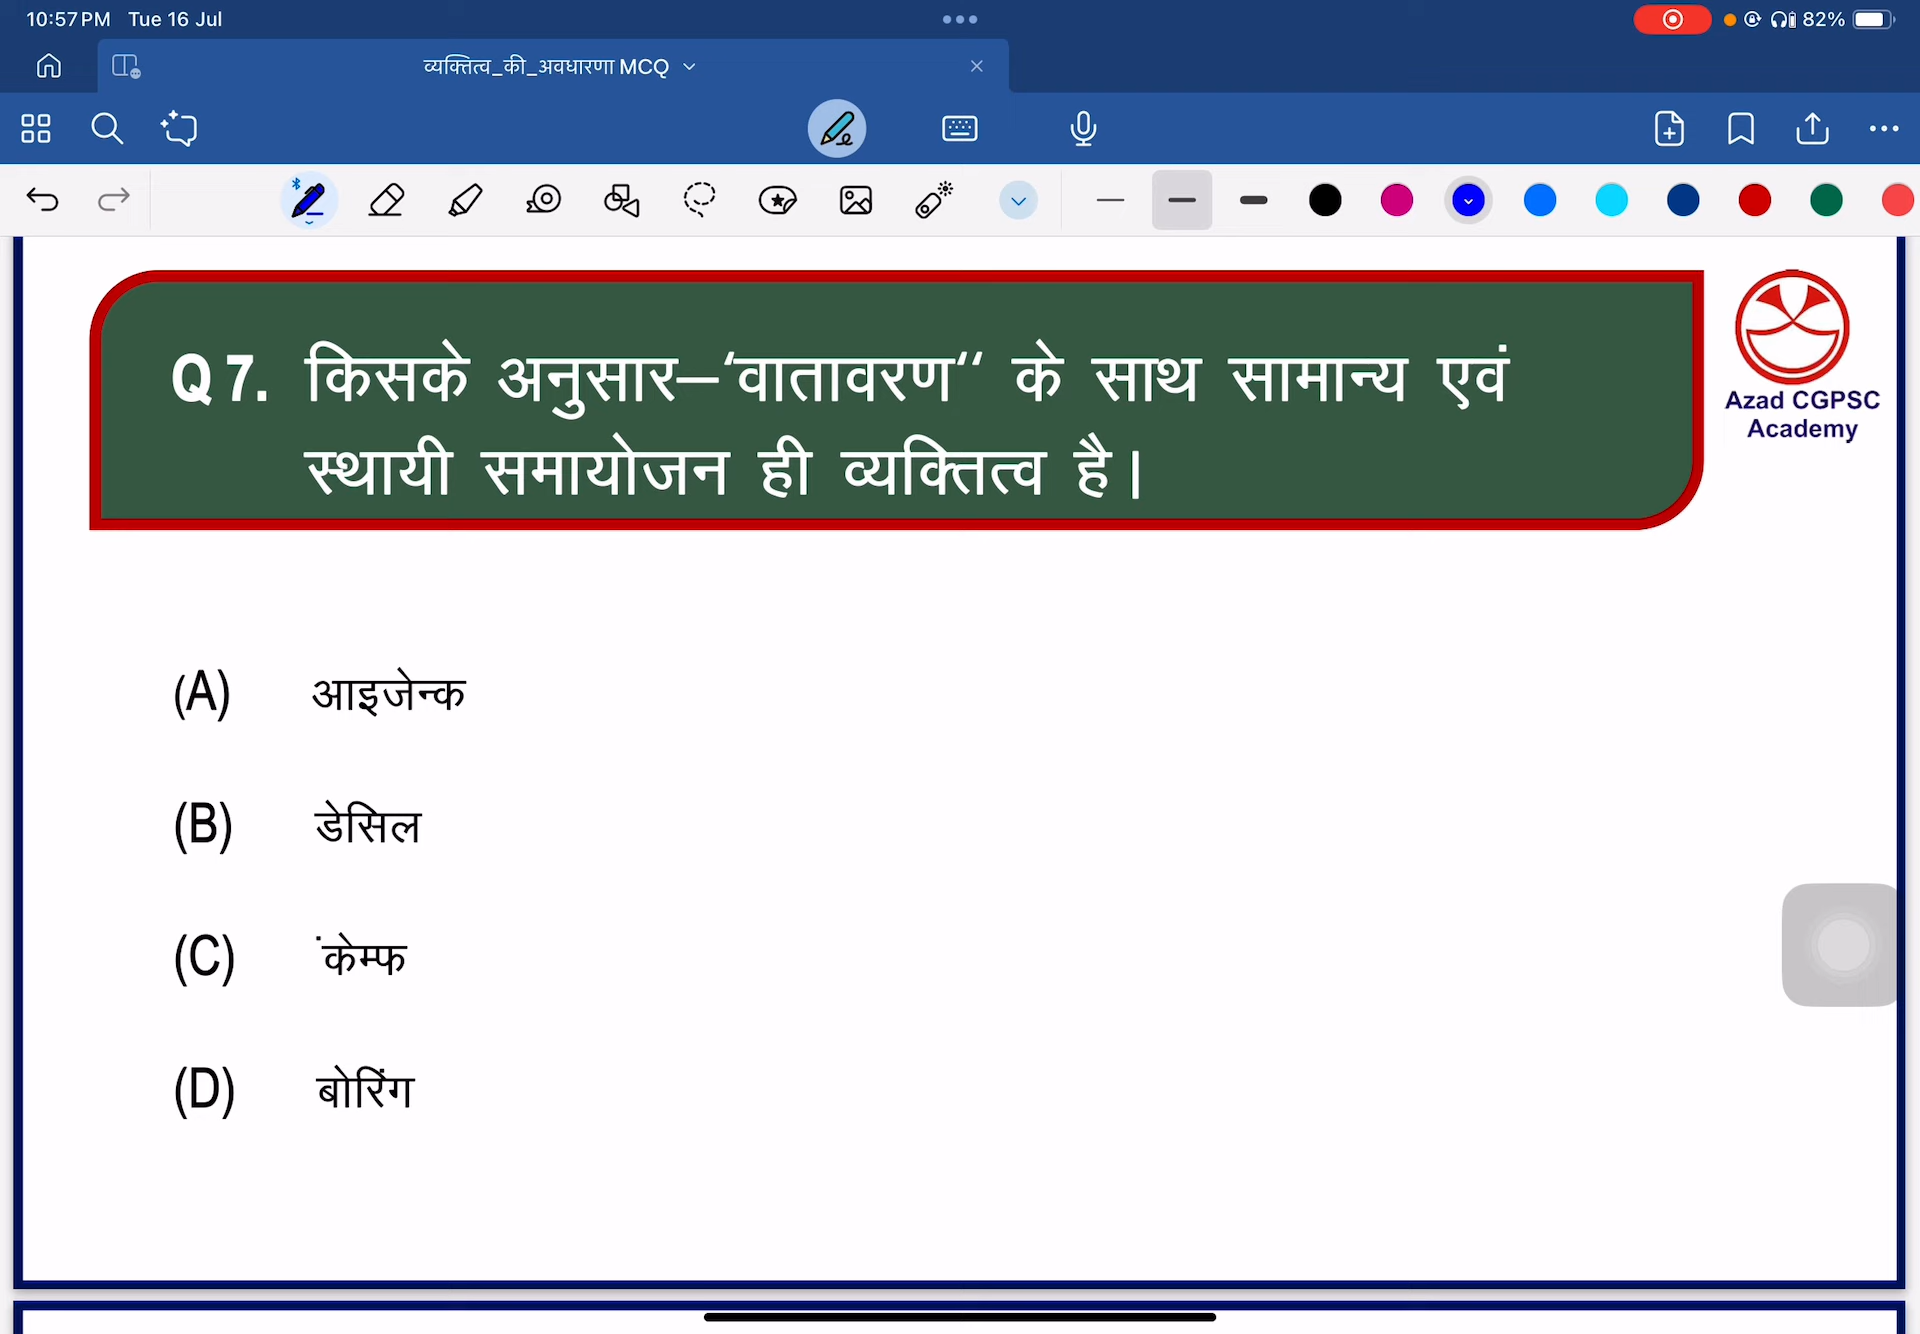 10:57 PM Tue 16 Jul
82%
व्यक्तित्व_की_अवधारणा MCQ
Q 7. किसके अनुसार–‘वातावरण‘‘ के साथ सामान्य एवं
स्थायी समायोजन ही व्यक्तित्व है।
Azad CGPSC
Academy
(A) आइजेन्क
(B) डेसिल
(C) केम्फ
(D) बोरिंग